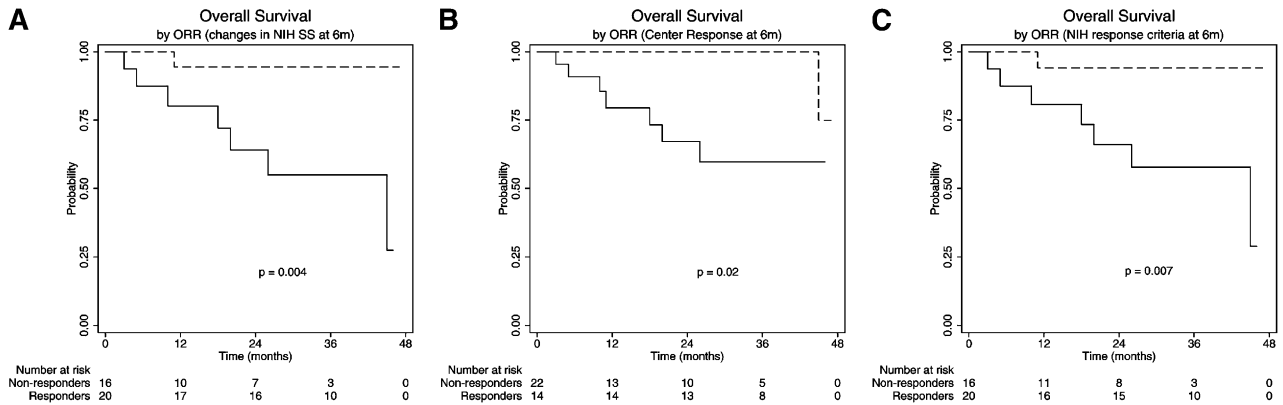 A
Overall Survival
by ORR (changes in NIH SS at 6m)
1.00
0.75
0.50
0.25
0.00
Probability
p = 0.004
0 12 24 36 48
Time (months)
Number at risk
Non-responders 16 10 7 3 0
Responders 20 17 16 10 0
B
Overall Survival
by ORR (Center Response at 6m)
1.00
0.75
0.50
0.25
0.00
Probability
p = 0.02
0 12 24 36 48
Time (months)
Number at risk
Non-responders 22 13 10 5 0
Responders 14 14 13 8 0
C
Overall Survival
by ORR (NIH response criteria at 6m)
1.00
0.75
0.50
0.25
0.00
Probability
p = 0.007
0 12 24 36 48
Time (months)
Number at risk
Non-responders 16 11 8 3 0
Responders 20 16 15 10 0